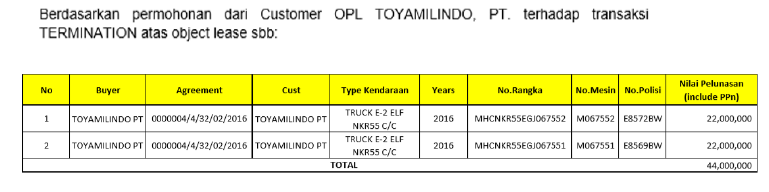 Berdasarkan permohonan dari Customer OPL TOYAMILINDO, PT. terhadap transaksi
TERMINATION atas object lease sbb:
No Buyer Agreement Cust Type Kendaraan Years No.Rangka No.Mesin No.Polisi Nilai Pelunasan (include PPn)
1 TOYAMILINDO PT 0000004/4/32/02/2016 TOYAMILINDO PT TRUCK E-2 ELF NKR55 C/C 2016 MHCNKR55EGJ067552 M067552 E8572BW 22,000,000
2 TOYAMILINDO PT 0000004/4/32/02/2016 TOYAMILINDO PT TRUCK E-2 ELF NKR55 C/C 2016 MHCNKR55EGJ067551 M067551 E8569BW 22,000,000
TOTAL 44,000,000